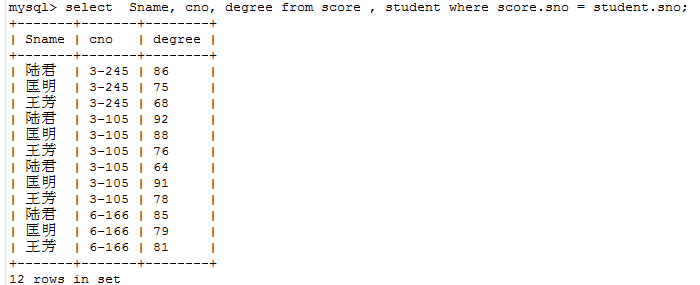 mysql> select  Sname, cno, degree from score , student where score.sno = student.sno;
+-------+-------+--------+
| Sname | cno   | degree |
+-------+-------+--------+
| 陆君  | 3-245 | 86     |
| 匡明  | 3-245 | 75     |
| 王芳  | 3-245 | 68     |
| 陆君  | 3-105 | 92     |
| 匡明  | 3-105 | 88     |
| 王芳  | 3-105 | 76     |
| 陆君  | 3-105 | 64     |
| 匡明  | 3-105 | 91     |
| 王芳  | 3-105 | 78     |
| 陆君  | 6-166 | 85     |
| 匡明  | 6-166 | 79     |
| 王芳  | 6-166 | 81     |
+-------+-------+--------+
12 rows in set